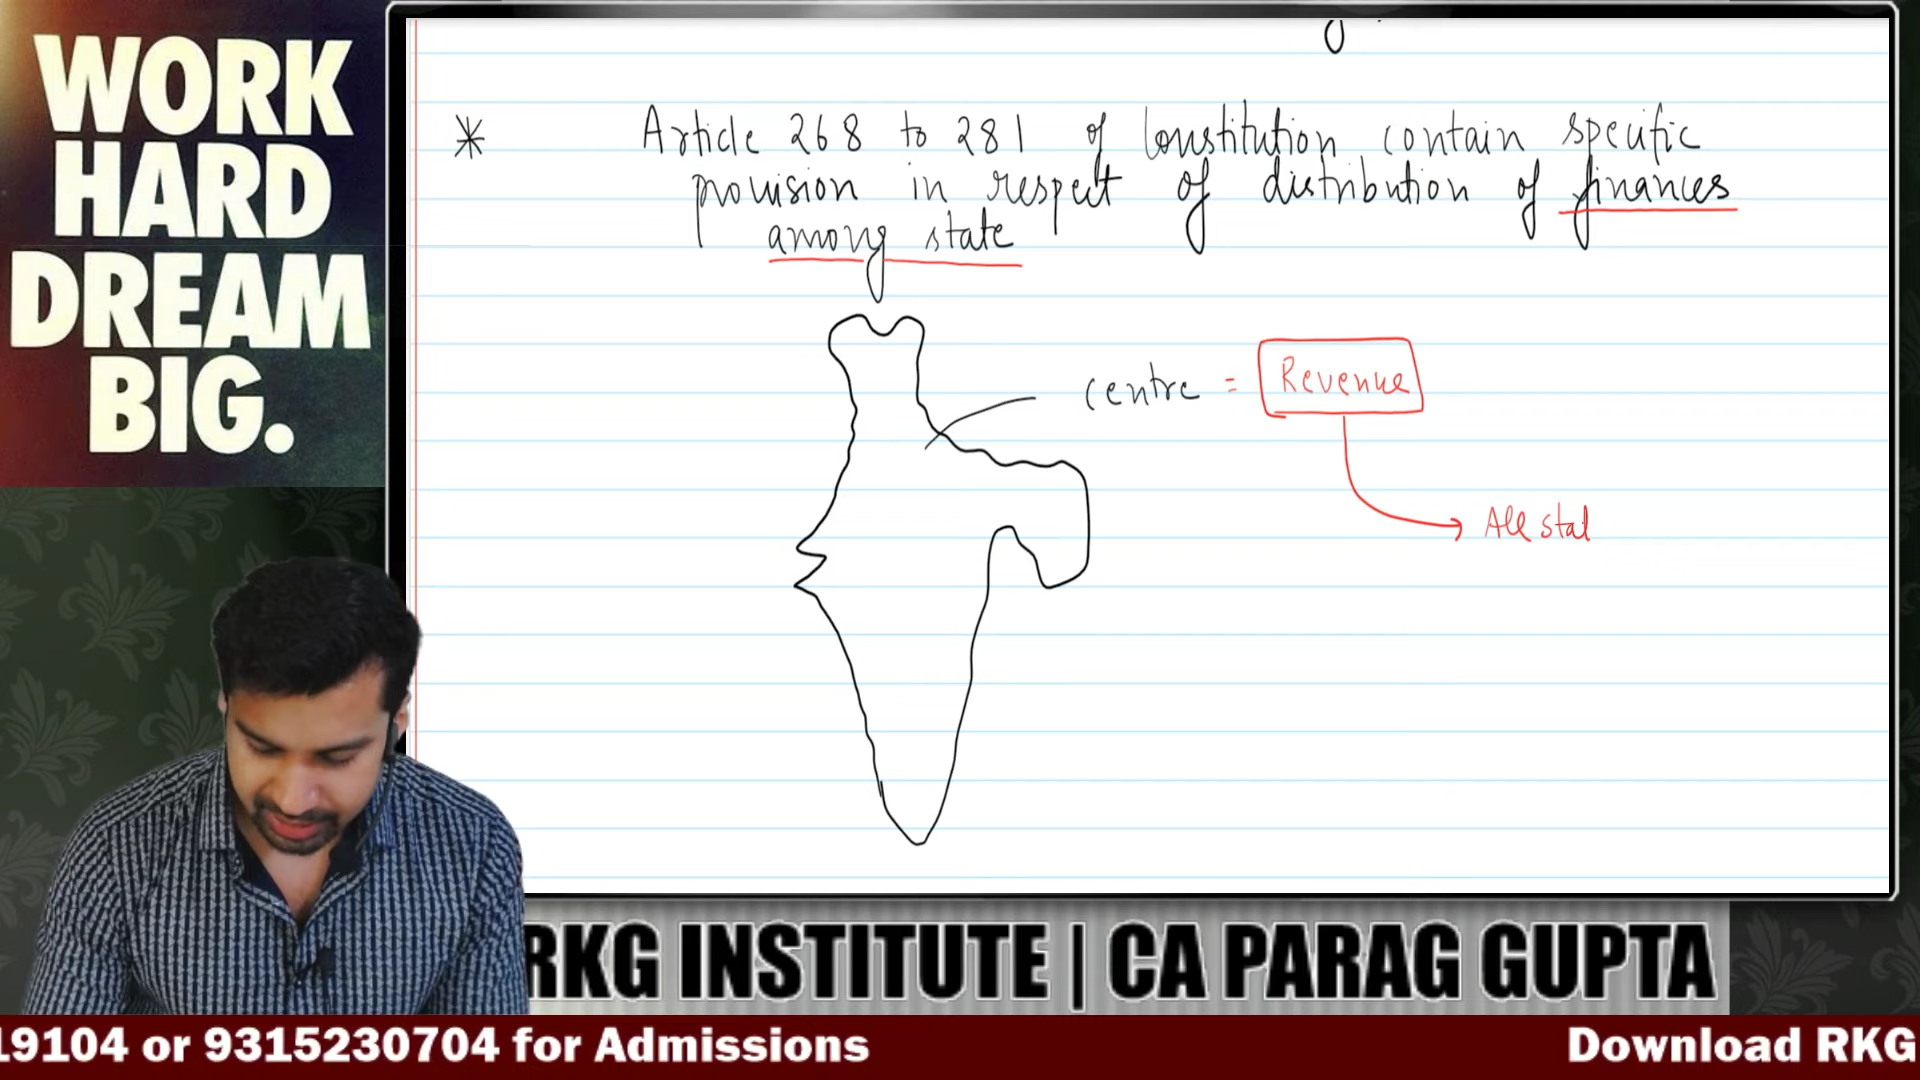 WORK
HARD
DREAM
BIG.
* Article 268 to 281 of Constitution contain specific
provision in respect of distribution of finances
among state
centre = Revenue
All stat
RKG INSTITUTE | CA PARAG GUPTA
19104 or 9315230704 for Admissions
Download RKG